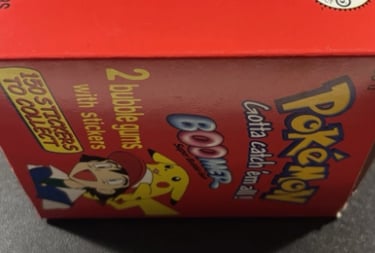 POKéMON
Gotta catch 'em all!
BOOMER
2 bubble gums
with stickers
150 STICKERS
TO COLLECT